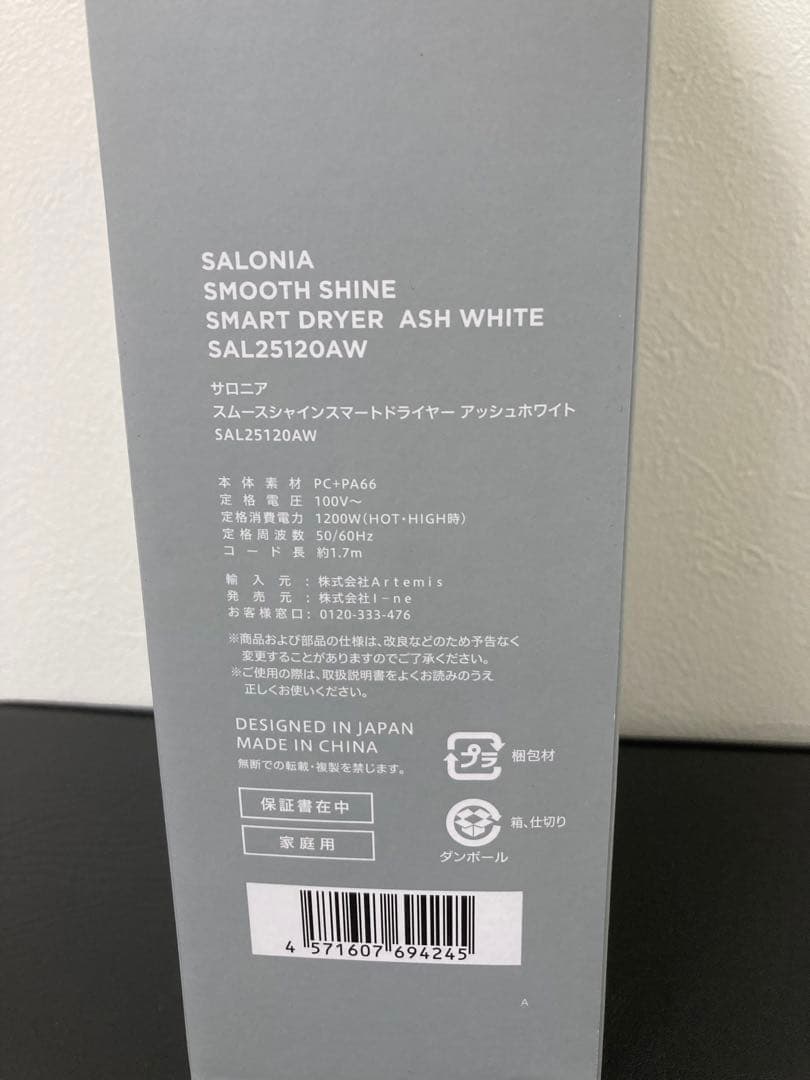 SALONIA
SMOOTH SHINE
SMART DRYER ASH WHITE
SAL25120AW
サロニア
スムースシャインスマートドライヤー アッシュホワイト
SAL25120AW
本体素材 PC+PA66
定格電圧 100V～
定格消費電力 1200W(HOT・HIGH時)
定格周波数 50/60Hz
コード長 約1.7m
輸入元：株式会社Artemis
発売元：株式会社I-ne
お客様窓口：0120-333-476
※商品および部品の仕様は、改良などのため予告なく
変更することがありますのでご了承ください。
※ご使用の際は、取扱説明書をよくお読みのうえ
正しくお使いください。
DESIGNED IN JAPAN
MADE IN CHINA
無断での転載・複製を禁じます。
プラ 梱包材
保証書在中
家庭用
箱、仕切り
ダンボール
4 571607 694245
A